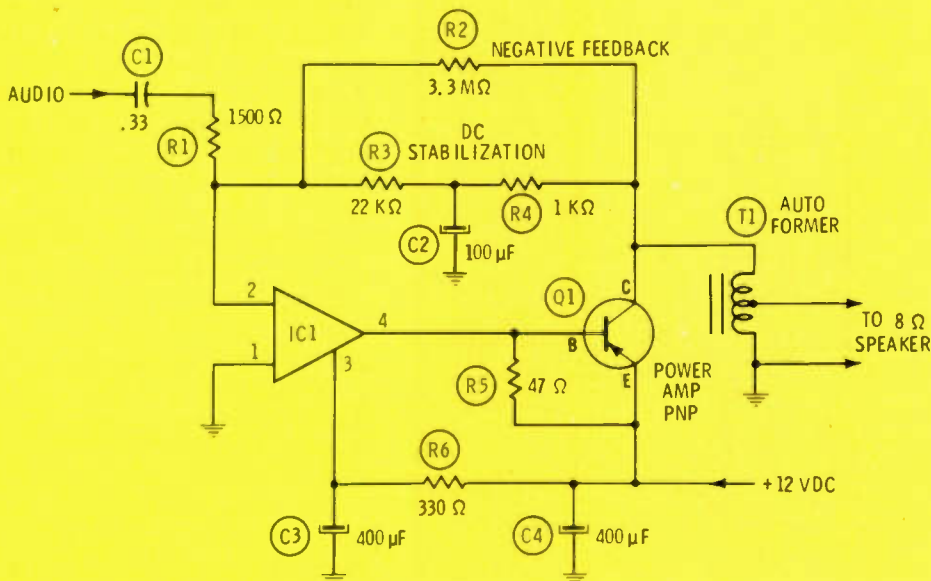 R2
NEGATIVE FEEDBACK
3.3 MΩ
C1
AUDIO
.33
1500 Ω
R1
DC
STABILIZATION
R3
22 KΩ
R4
1 KΩ
C2
100 µF
T1
AUTO
FORMER
Q1
C
B
E
2
1
IC1
4
3
TO 8 Ω
SPEAKER
R5
47 Ω
POWER
AMP
PNP
R6
330 Ω
+12 VDC
C3
400 µF
C4
400 µF